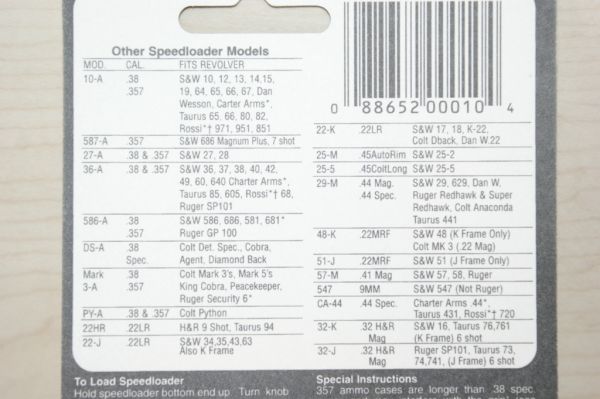 Other Speedloader Models
MOD. CAL. FITS REVOLVER
10-A .38 S&W 10, 12, 13, 14,15,
.357 19, 64, 65, 66, 67, Dan
Wesson, Carter Arms*,
Taurus 65, 66, 80, 82,
Rossi*† 971, 951, 851
587-A .357 S&W 686 Magnum Plus, 7 shot
27-A .38 & .357 S&W 27, 28
36-A .38 & .357 S&W 36, 37, 38, 40, 42,
49, 60, 640 Charter Arms*,
Taurus 85, 605, Rossi*† 68,
Ruger SP101
586-A .38 S&W 586, 686, 581, 681*
.357 Ruger GP 100
DS-A .38 Colt Det. Spec., Cobra,
Spec. Agent, Diamond Back
Mark .38 Colt Mark 3's, Mark 5's
3-A .357 King Cobra, Peacekeeper,
Ruger Security 6*
PY-A .38 & .357 Colt Python
22HR .22LR H&R 9 Shot, Taurus 94
22-J .22LR S&W 34,35,43,63
Also K Frame
To Load Speedloader
Hold speedloader bottom end up Turn knob
0 88652 00010 4
22-K .22LR S&W 17, 18, K-22,
Colt Dback, Dan W.22
25-M .45AutoRim S&W 25-2
25-5 .45ColtLong S&W 25-5
29-M .44 Mag. S&W 29, 629, Dan W,
.44 Spec. Ruger Redhawk & Super
Redhawk, Colt Anaconda
Taurus 441
48-K .22MRF S&W 48 (K Frame Only)
Colt MK 3 (.22 Mag)
51-J .22MRF S&W 51 (J Frame Only)
57-M .41 Mag S&W 57, 58, Ruger
547 9MM S&W 547 (Not Ruger)
CA-44 .44 Spec. Charter Arms .44*,
Taurus 431, Rossi*† 720
32-K .32 H&R S&W 16, Taurus 76,761
Mag (K Frame) 6 shot
32-J .32 H&R Ruger SP101, Taurus 73,
Mag 74,741, (J Frame) 6 shot
Special Instructions
.357 ammo cases are longer than .38 spec.